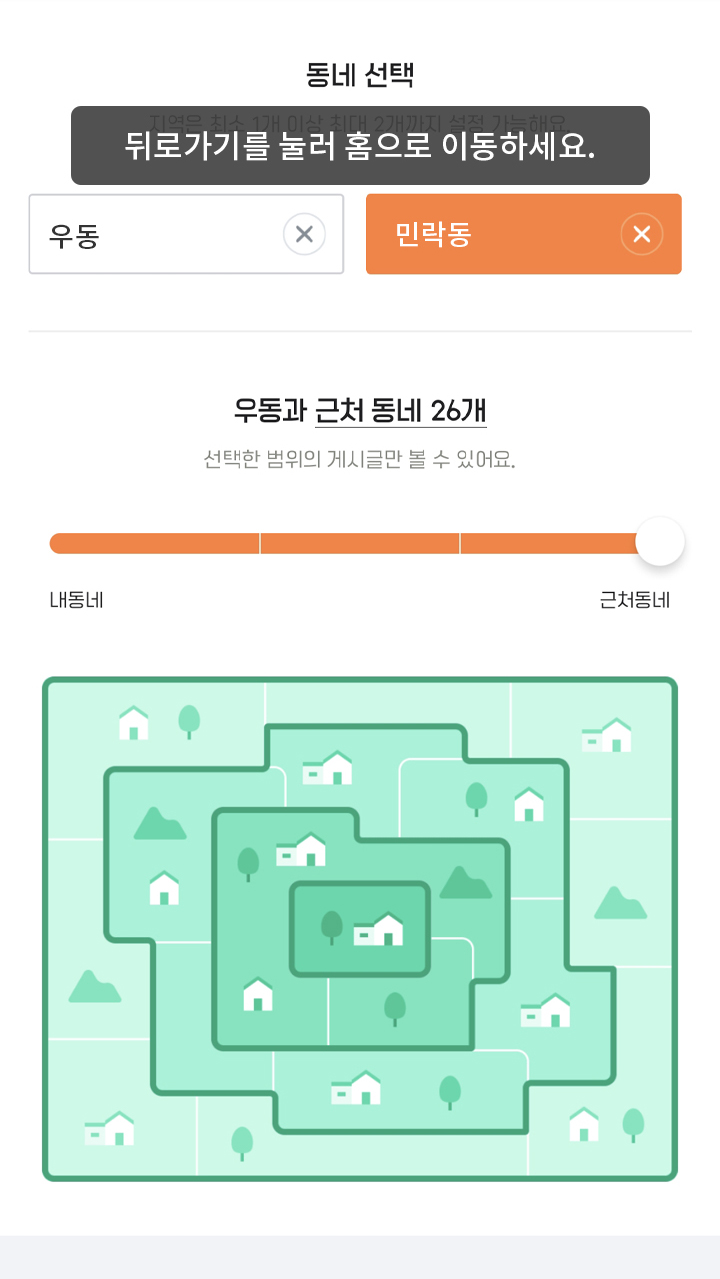 동네 선택
지역은 최소 1개 이상 최대 2개까지 설정 가능해요.
뒤로가기를 눌러 홈으로 이동하세요.
우동
민락동
우동과 근처 동네 26개
선택한 범위의 게시글만 볼 수 있어요.
내동네
근처동네